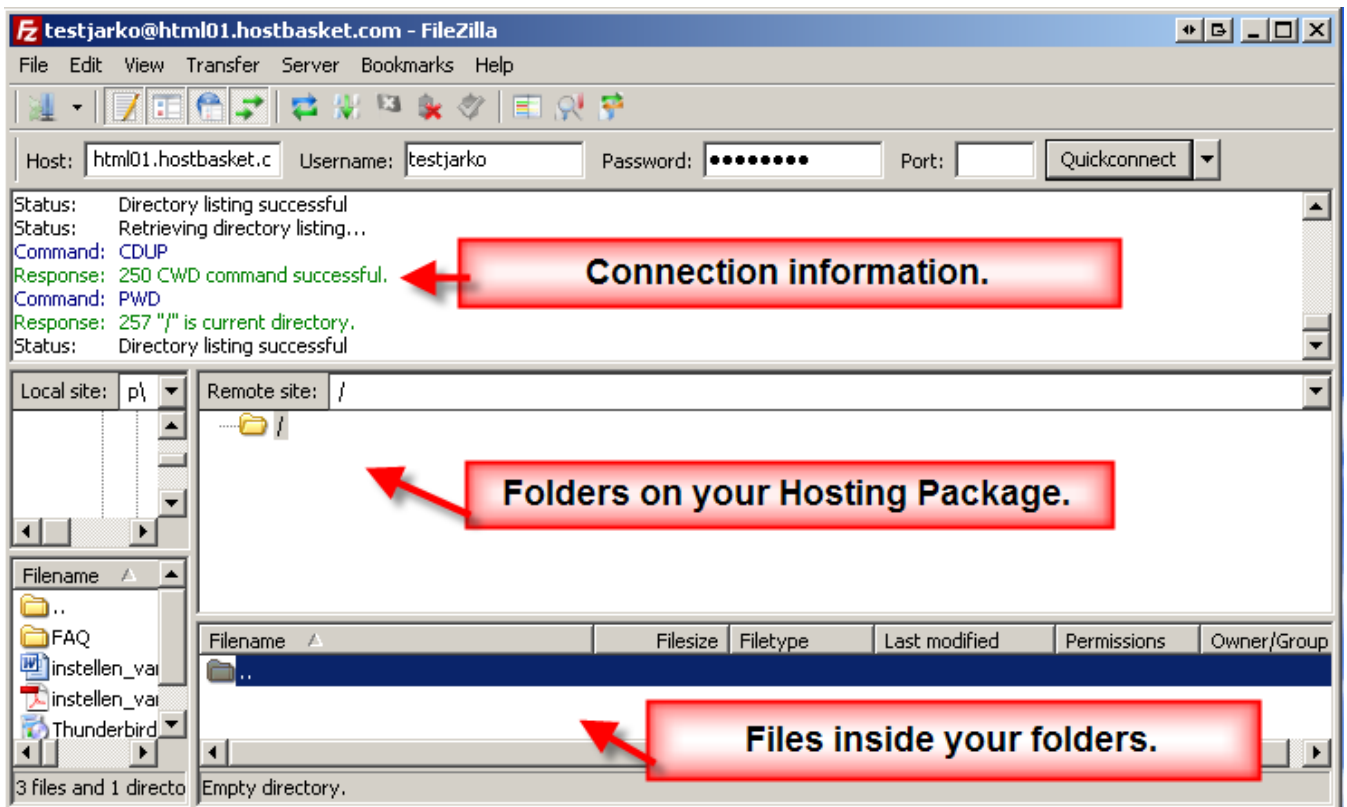 testjarko@html01.hostbasket.com - FileZilla
File Edit View Transfer Server Bookmarks Help
Host: html01.hostbasket.c Username: testjarko Password: ●●●●●●●● Port: Quickconnect
Status: Directory listing successful
Status: Retrieving directory listing...
Command: CDUP
Response: 250 CWD command successful.
Command: PWD
Response: 257 "/" is current directory.
Status: Directory listing successful
Connection information.
Local site: p\
Remote site: /
/
Folders on your Hosting Package.
Filename
..
FAQ
instellen_var
instellen_var
Thunderbird
3 files and 1 directo
Filename Filesize Filetype Last modified Permissions Owner/Group
..
Files inside your folders.
Empty directory.